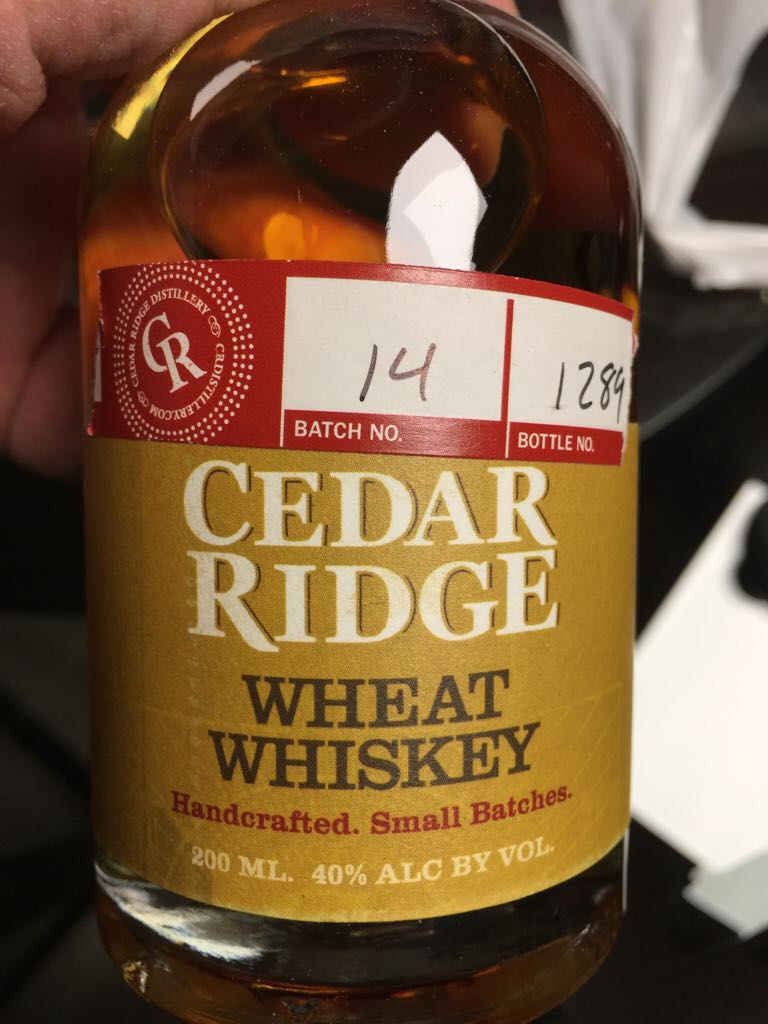 CEDAR RIDGE DISTILLERY
CRDISTILLERY.COM
CR
14
1289
BATCH NO.
BOTTLE NO.
CEDAR
RIDGE
WHEAT
WHISKEY
Handcrafted. Small Batches.
200 ML. 40% ALC BY VOL.